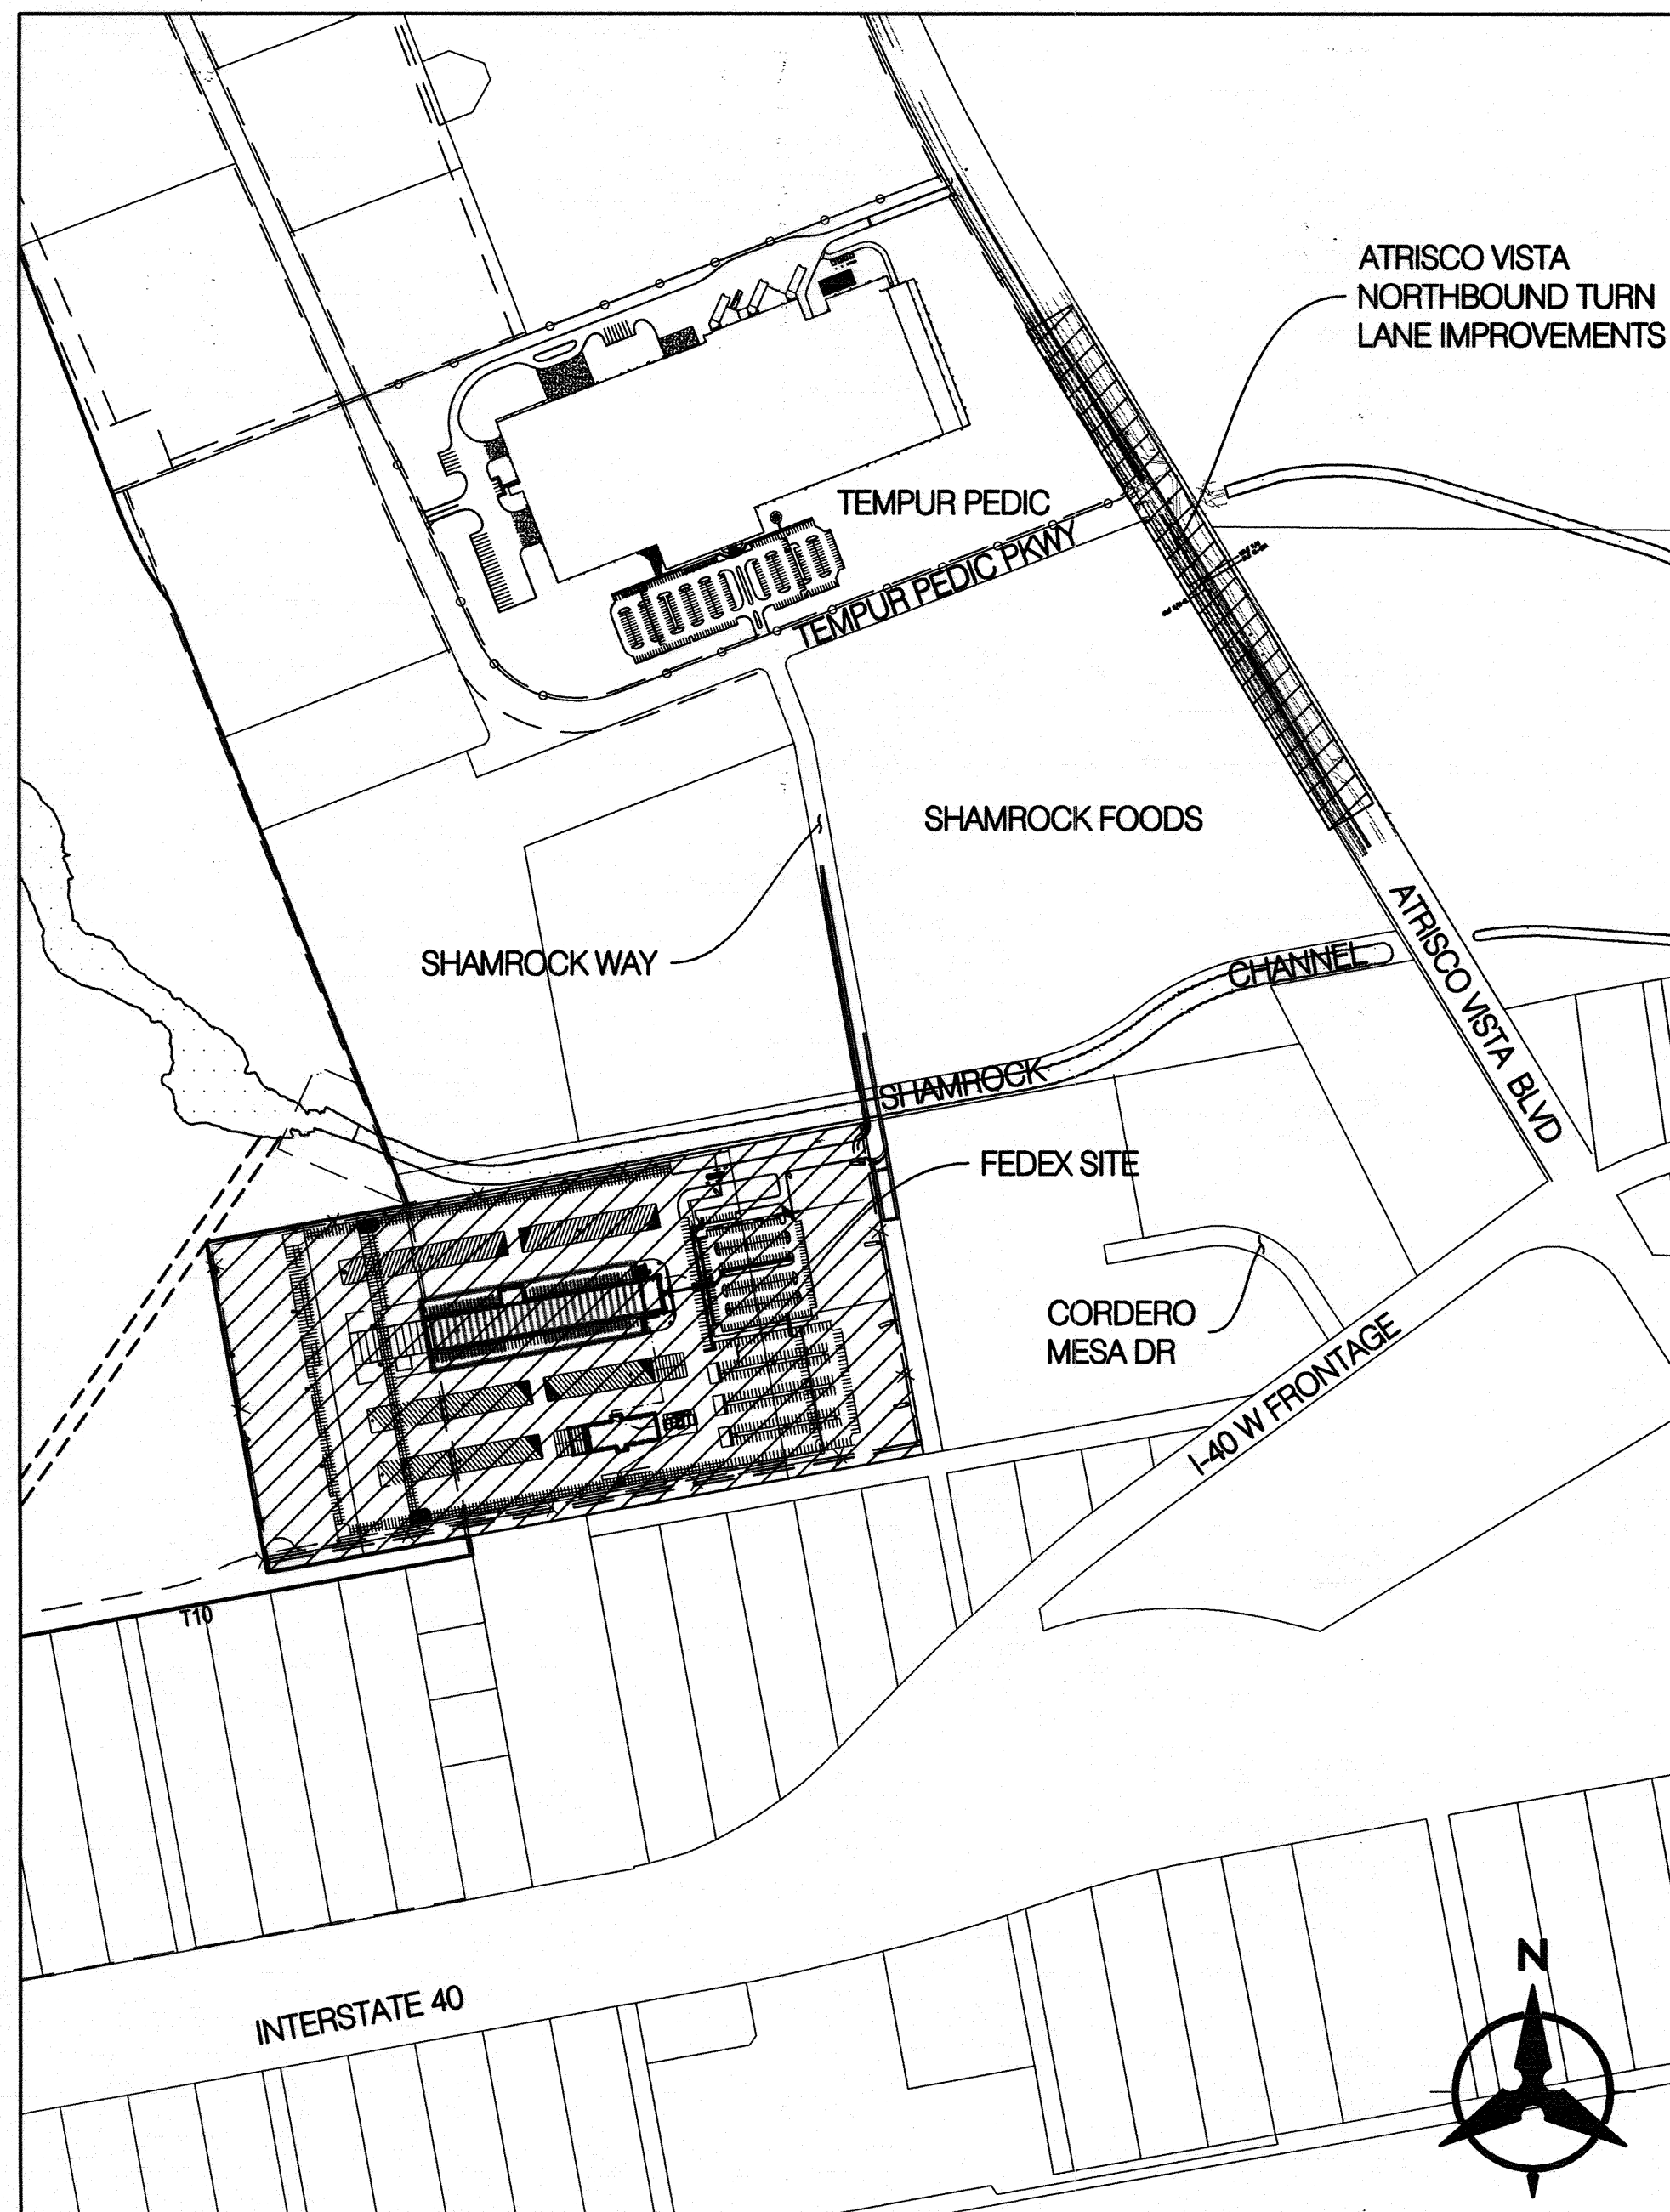 ATRISCO VISTA
NORTHBOUND TURN
LANE IMPROVEMENTS
TEMPUR PEDIC
TEMPUR PEDIC PKWY
SHAMROCK FOODS
SHAMROCK WAY
SHAMROCK CHANNEL
ATRISCO VISTA BLVD
FEDEX SITE
CORDERO
MESA DR
I-40 W FRONTAGE
T10
INTERSTATE 40
N